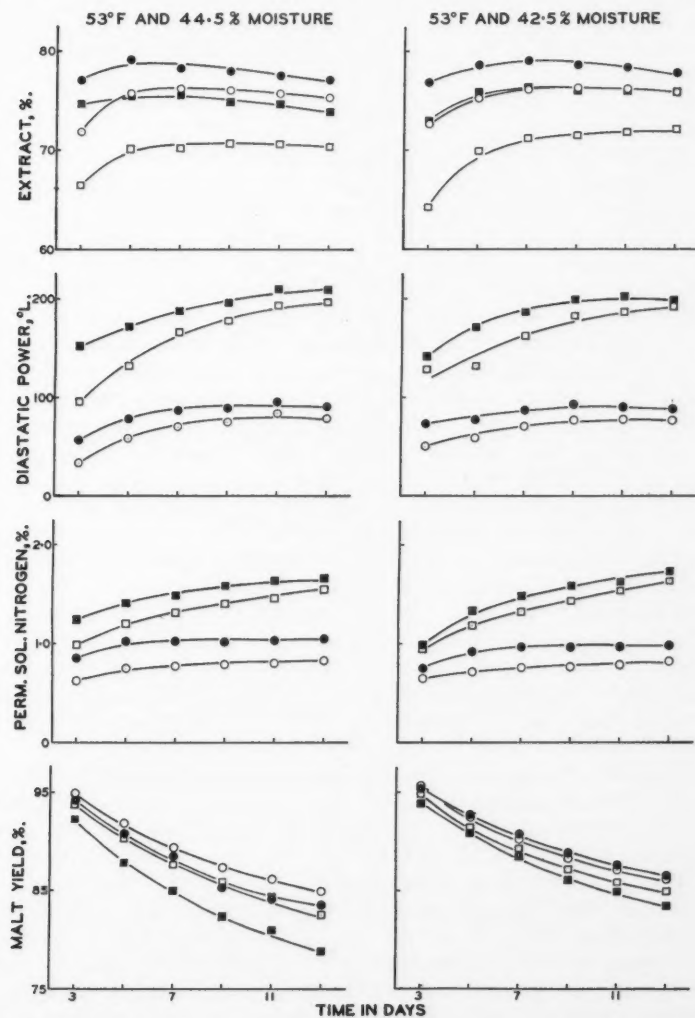 53°F AND 44·5% MOISTURE
53°F AND 42·5% MOISTURE
80
70
60
EXTRACT, %.
200
100
0
DIASTATIC POWER, °L.
2·0
1·0
0
PERM. SOL. NITROGEN, %.
95
85
75
MALT YIELD, %.
3 7 11
3 7 11
TIME IN DAYS